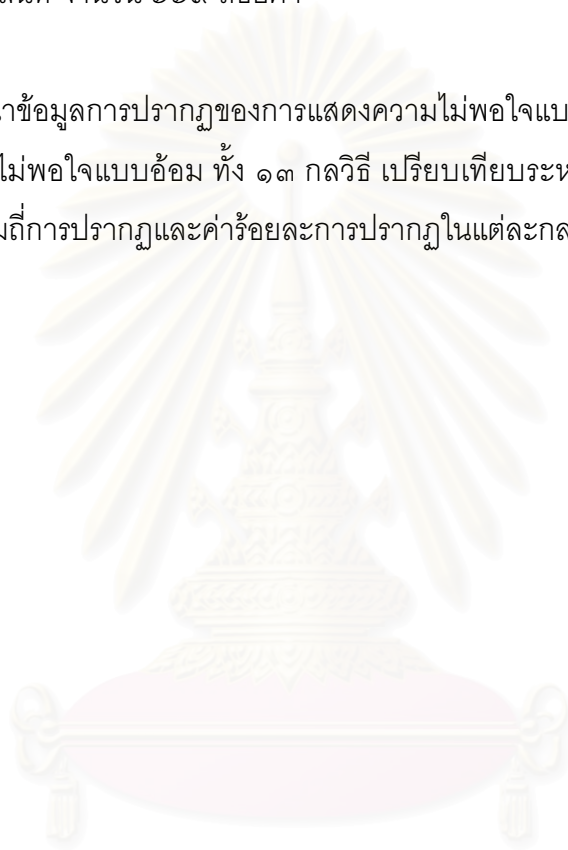 จำนวน
าข้อมูลการปรากฏของการแสดงความไม่พอใจแบ
ไม่พอใจแบบอ้อม ทั้ง ๑๓ กลวิธี เปรียบเทียบระห
มถี่การปรากฏและค่าร้อยละการปรากฏในแต่ละกล